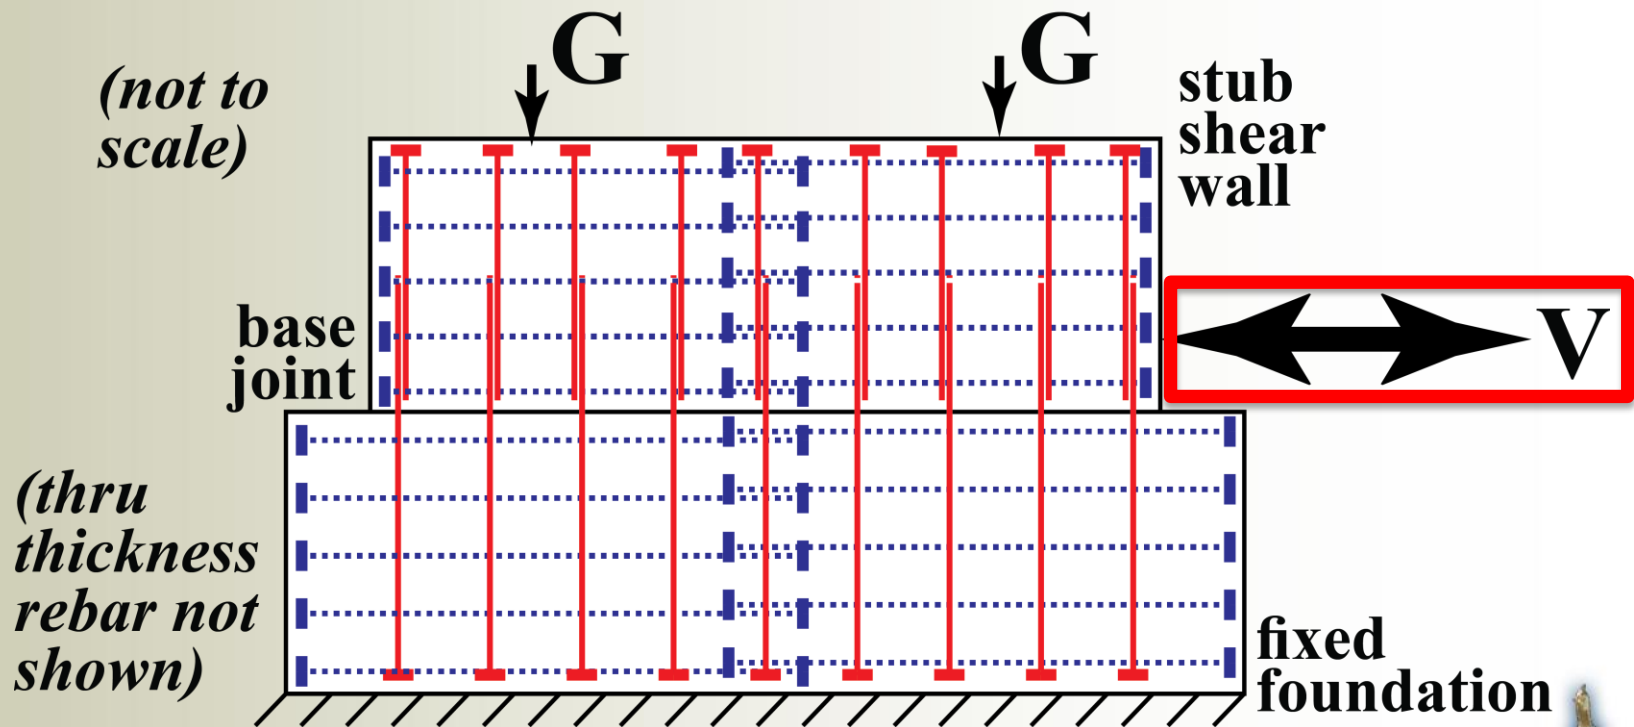 G
G
(not to
scale)
stub
shear
wall
base
joint
V
(thru
thickness
rebar not
shown)
fixed
foundation